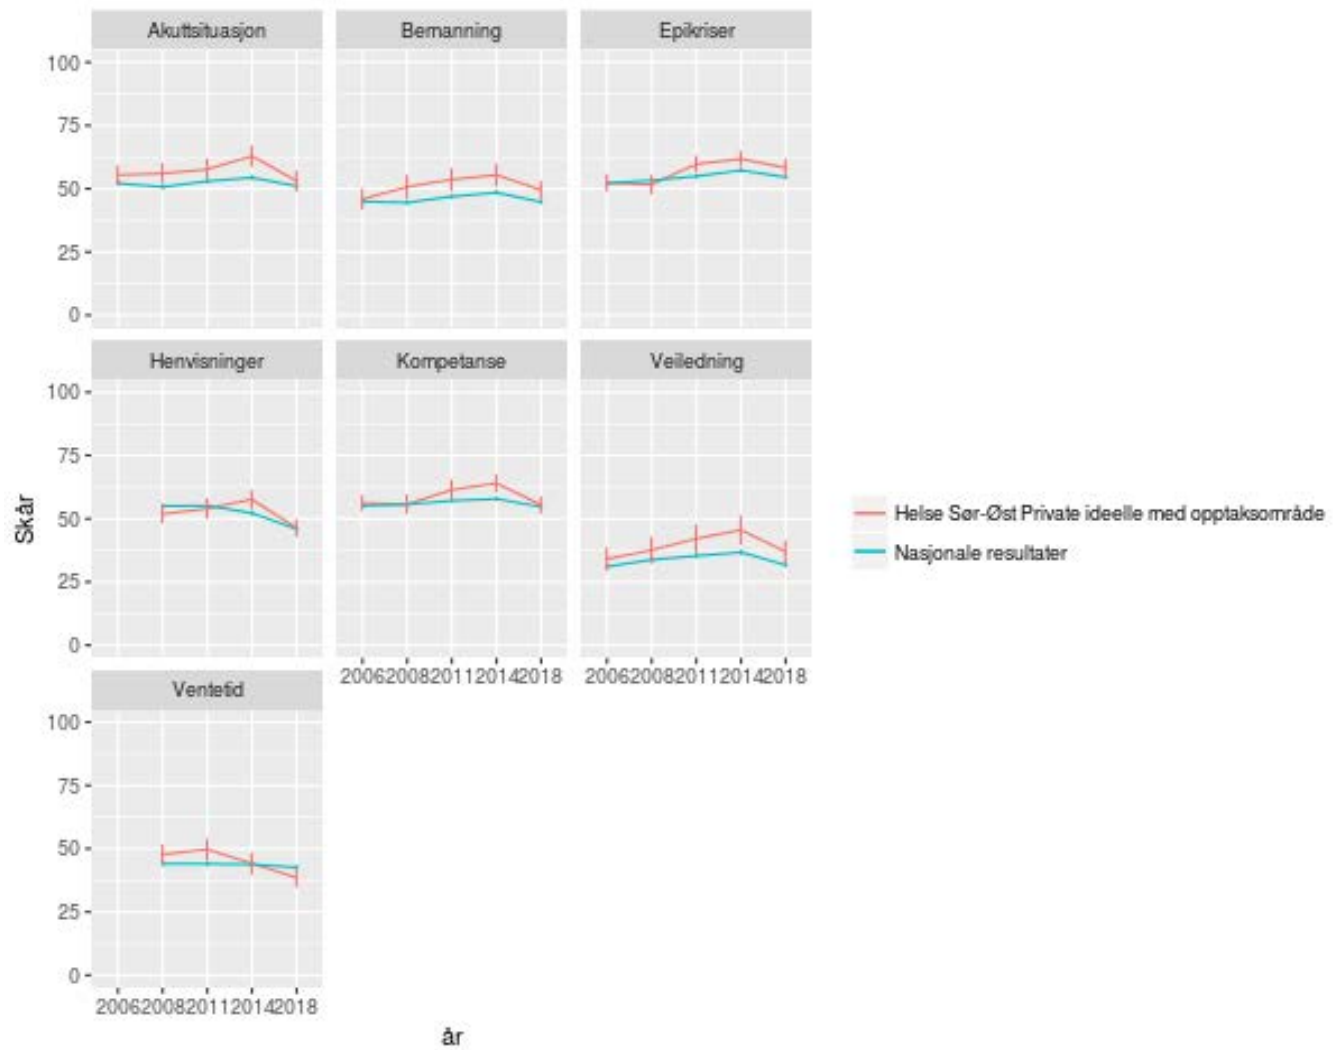 Akuttsituasjon Bemanning Epikriser
100
75
50
25
0
Henvisninger Kompetanse Veiledning
100
75
50
25
0
Skår
Helse Sør-Øst Private ideelle med opptaksområde
Nasjonale resultater
2006 2008 2011 2014 2018 2006 2008 2011 2014 2018
Ventetid
100
75
50
25
0
2006 2008 2011 2014 2018
år